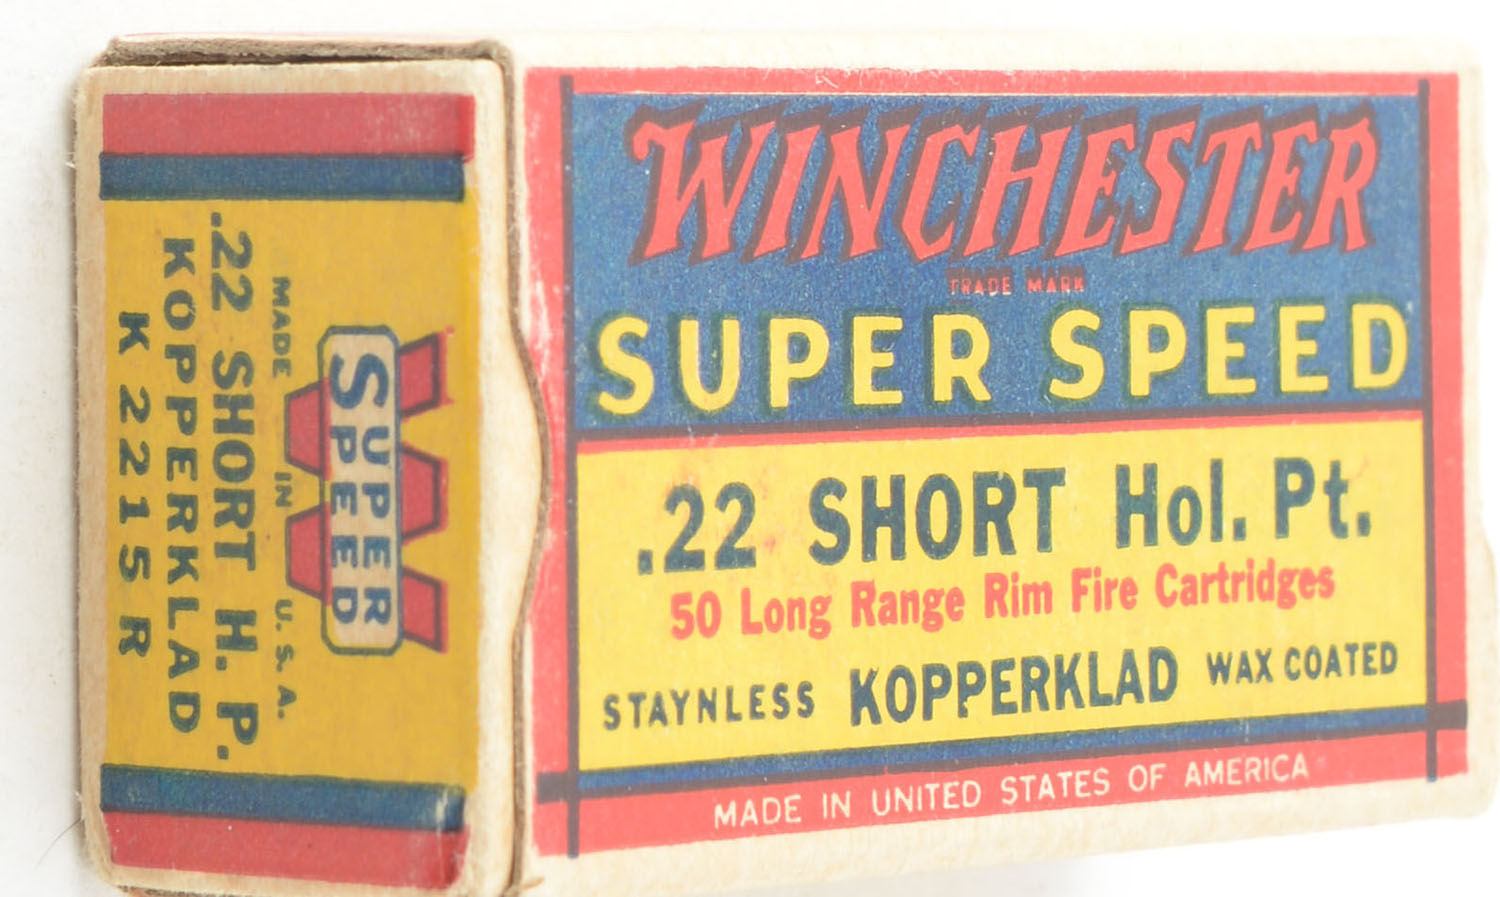 WINCHESTER
TRADE MARK
SUPER SPEED
.22 SHORT Hol. Pt.
50 Long Range Rim Fire Cartridges
STAYNLESS KOPPERKLAD WAX COATED
MADE IN UNITED STATES OF AMERICA
SUPER
SPEED
MADE IN U.S.A.
.22 SHORT H. P.
KOPPERKLAD
K 2215 R